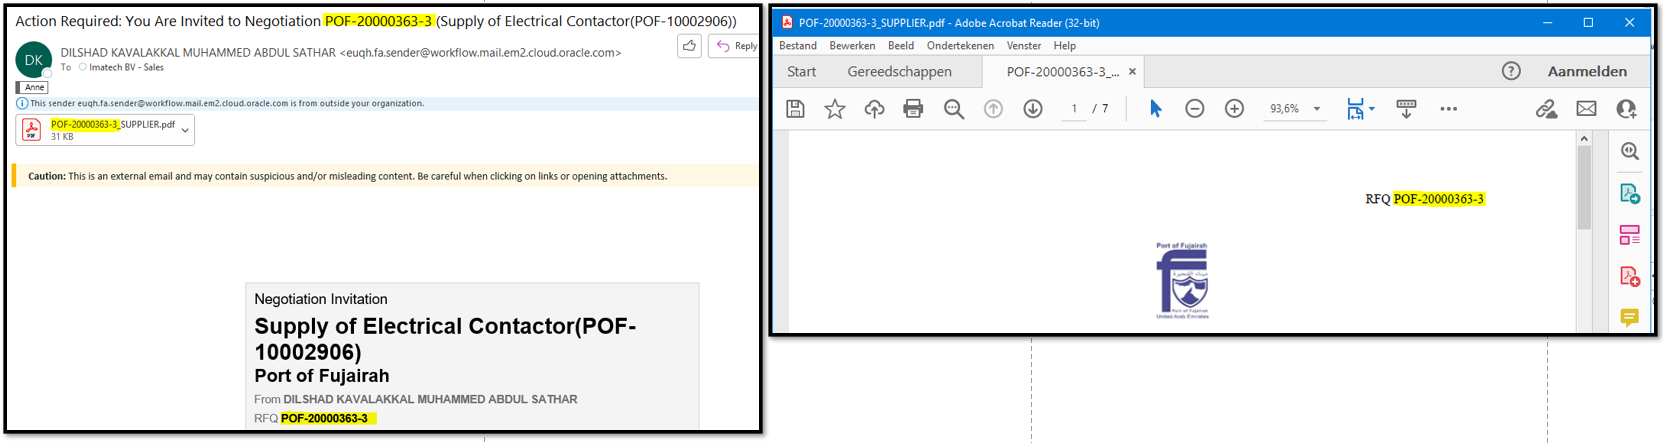 Action Required: You Are Invited to Negotiation POF-20000363-3 (Supply of Electrical Contactor(POF-10002906))
DK
DILSHAD KAVALAKKAL MUHAMMED ABDUL SATHAR <euqh.fa.sender@workflow.mail.em2.cloud.oracle.com>
To Imatech BV - Sales
Reply
Anne
This sender euqh.fa.sender@workflow.mail.em2.cloud.oracle.com is from outside your organization.
POF-20000363-3_SUPPLIER.pdf
31 KB
Caution: This is an external email and may contain suspicious and/or misleading content. Be careful when clicking on links or opening attachments.
Negotiation Invitation
Supply of Electrical Contactor(POF-
10002906)
Port of Fujairah
From DILSHAD KAVALAKKAL MUHAMMED ABDUL SATHAR
RFQ POF-20000363-3
POF-20000363-3_SUPPLIER.pdf - Adobe Acrobat Reader (32-bit)
Bestand Bewerken Beeld Ondertekenen Venster Help
Start Gereedschappen POF-20000363-3_... × Aanmelden
1 / 7 93,6%
RFQ POF-20000363-3
Port of Fujairah
Port of Fujairah
United Arab Emirates